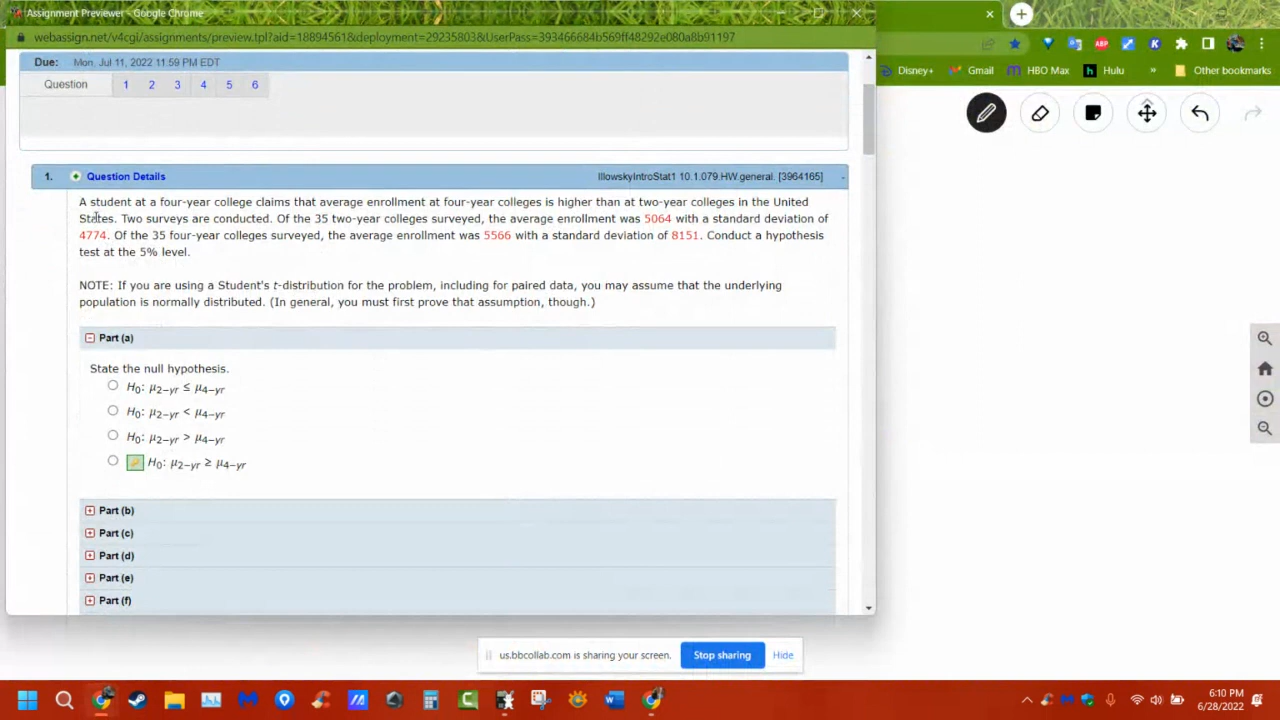 Assignment Previewer - Google Chrome
webassign.net/v4cgi/assignments/preview.tpl?aid=18894561&deployment=29235803&UserPass=393466684b569ff48292e080a8b91197
Disney+ Gmail HBO Max Hulu » Other bookmarks
Due: Mon, Jul 11, 2022 11:59 PM EDT
Question 1 2 3 4 5 6
1. Question Details IllowskyIntroStat1 10.1.079.HW.general. [3964165] -
A student at a four-year college claims that average enrollment at four-year colleges is higher than at two-year colleges in the United
States. Two surveys are conducted. Of the 35 two-year colleges surveyed, the average enrollment was 5064 with a standard deviation of
4774. Of the 35 four-year colleges surveyed, the average enrollment was 5566 with a standard deviation of 8151. Conduct a hypothesis
test at the 5% level.
NOTE: If you are using a Student's t-distribution for the problem, including for paired data, you may assume that the underlying
population is normally distributed. (In general, you must first prove that assumption, though.)
Part (a)
State the null hypothesis.
H0: μ2−yr ≤ μ4−yr
H0: μ2−yr < μ4−yr
H0: μ2−yr > μ4−yr
H0: μ2−yr ≥ μ4−yr
Part (b)
Part (c)
Part (d)
Part (e)
Part (f)
us.bbcollab.com is sharing your screen. Stop sharing Hide
6:10 PM
6/28/2022